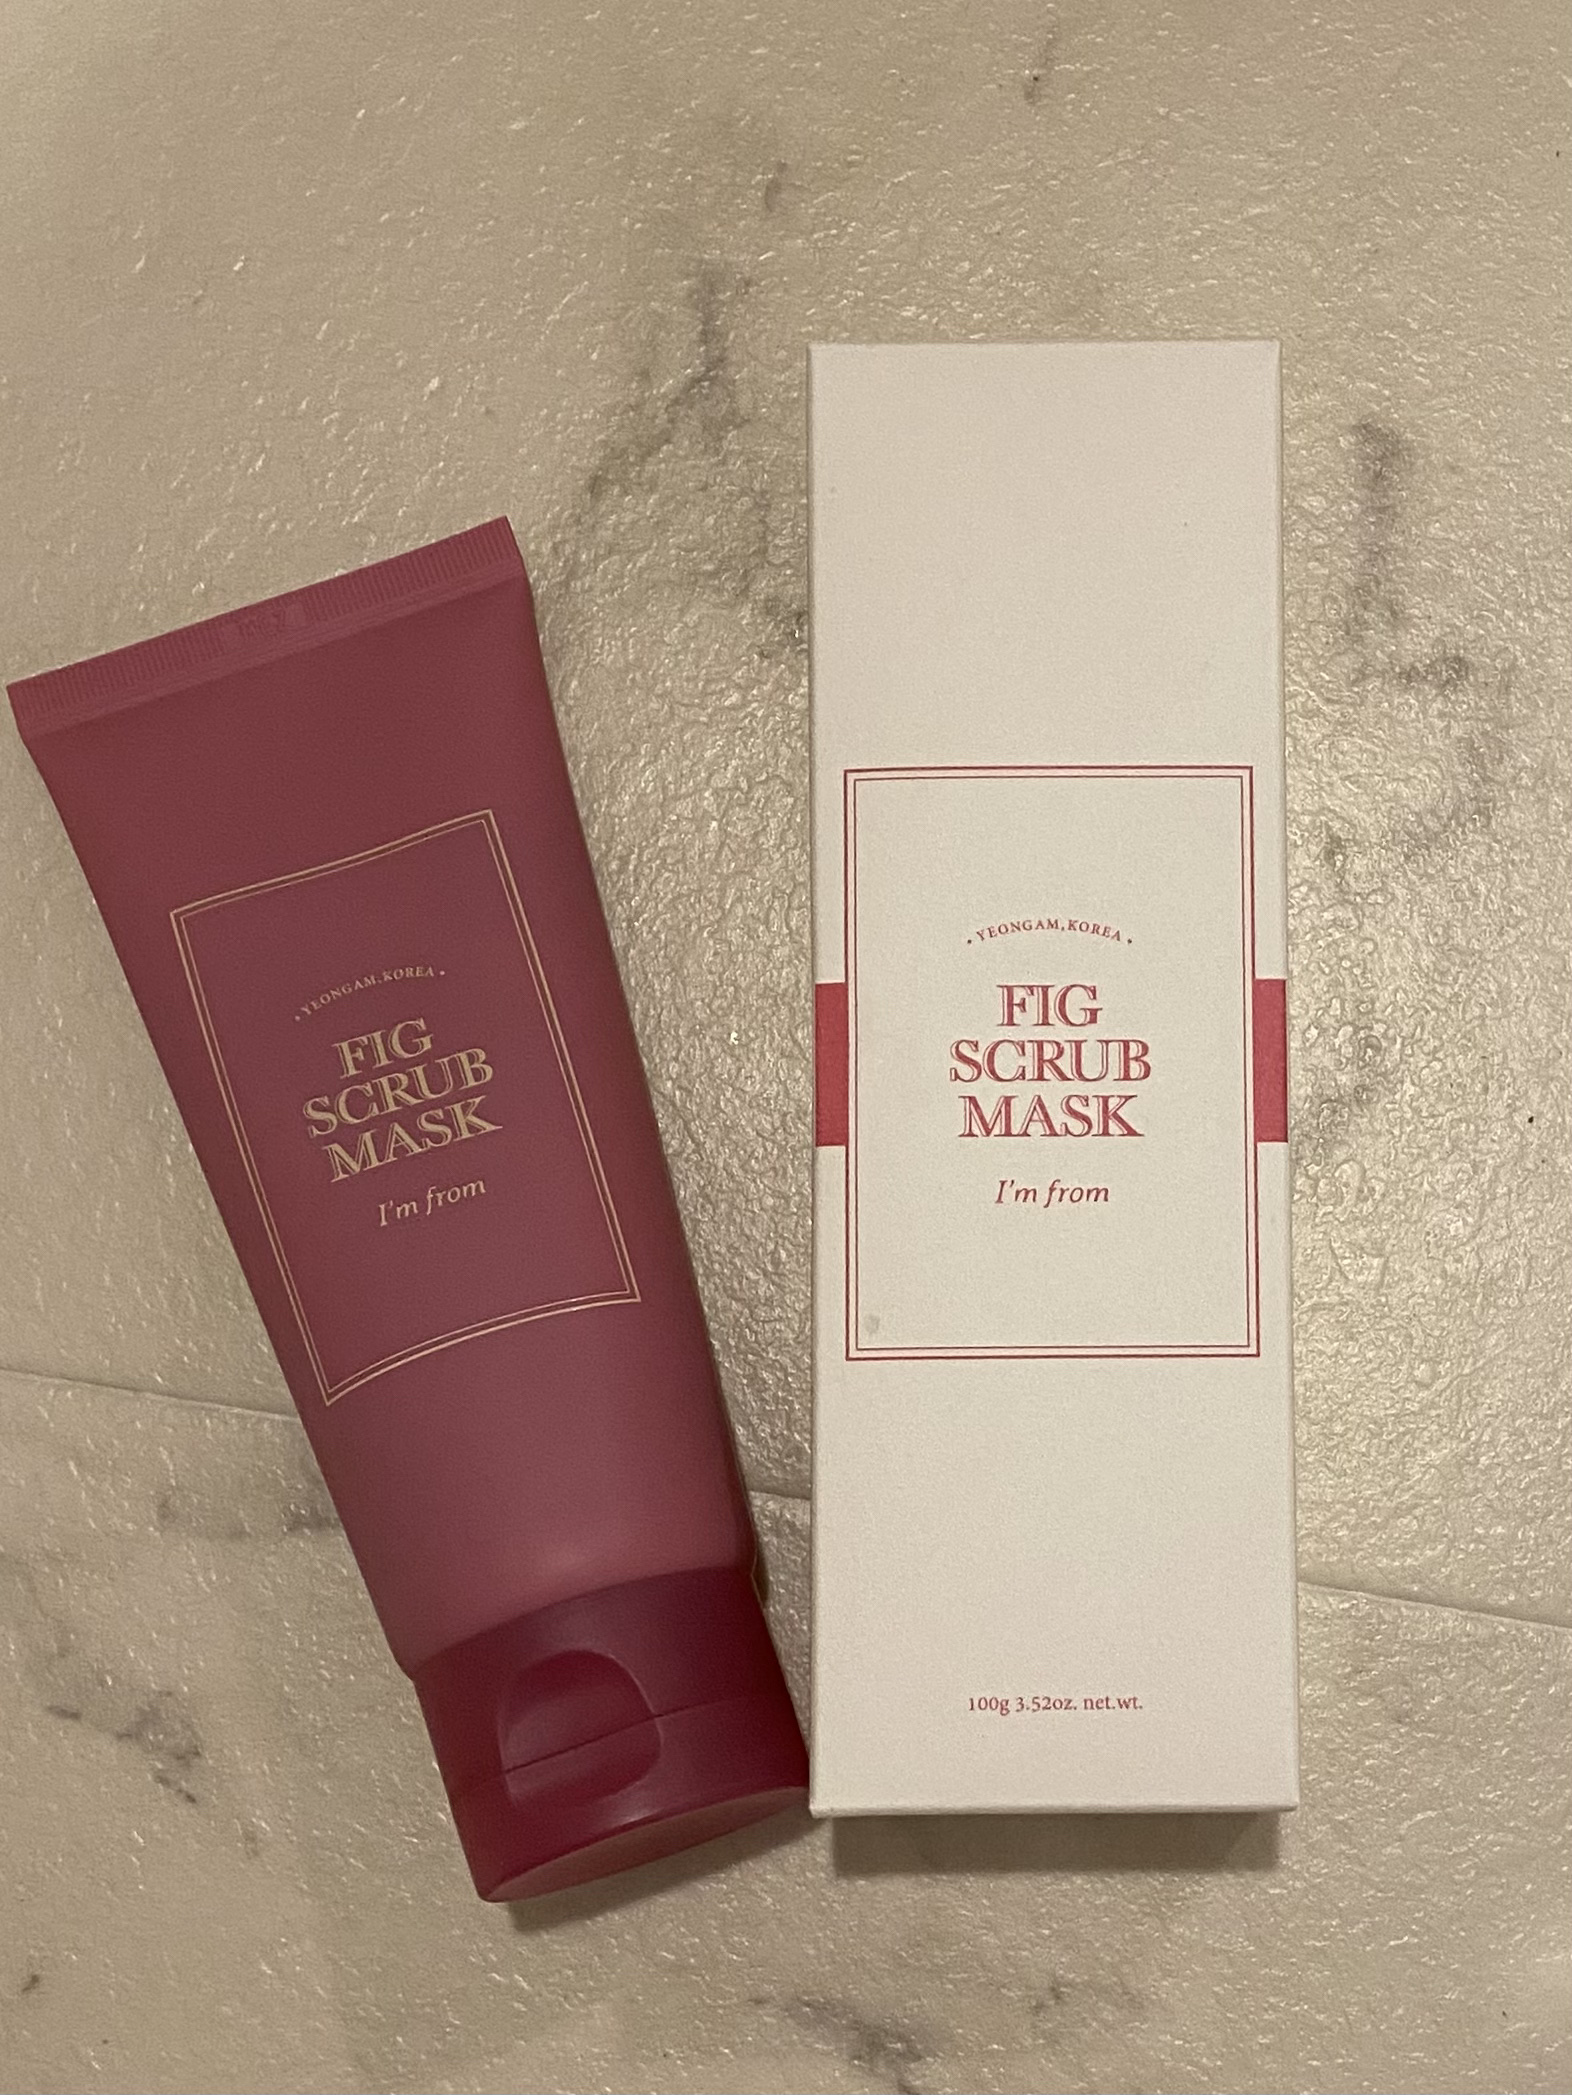 • YEONGAM, KOREA •
FIG
SCRUB
MASK
I'm from
• YEONGAM, KOREA •
FIG
SCRUB
MASK
I'm from
100g 3.52oz. net.wt.